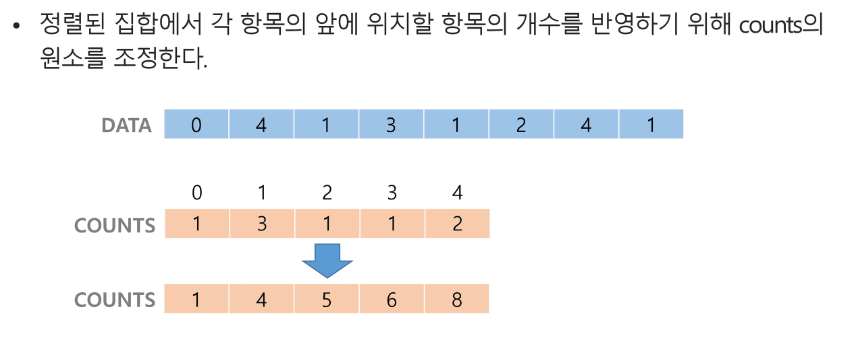 • 정렬된 집합에서 각 항목의 앞에 위치할 항목의 개수를 반영하기 위해 counts의
원소를 조정한다.
DATA 0 4 1 3 1 2 4 1
0 1 2 3 4
COUNTS 1 3 1 1 2
COUNTS 1 4 5 6 8